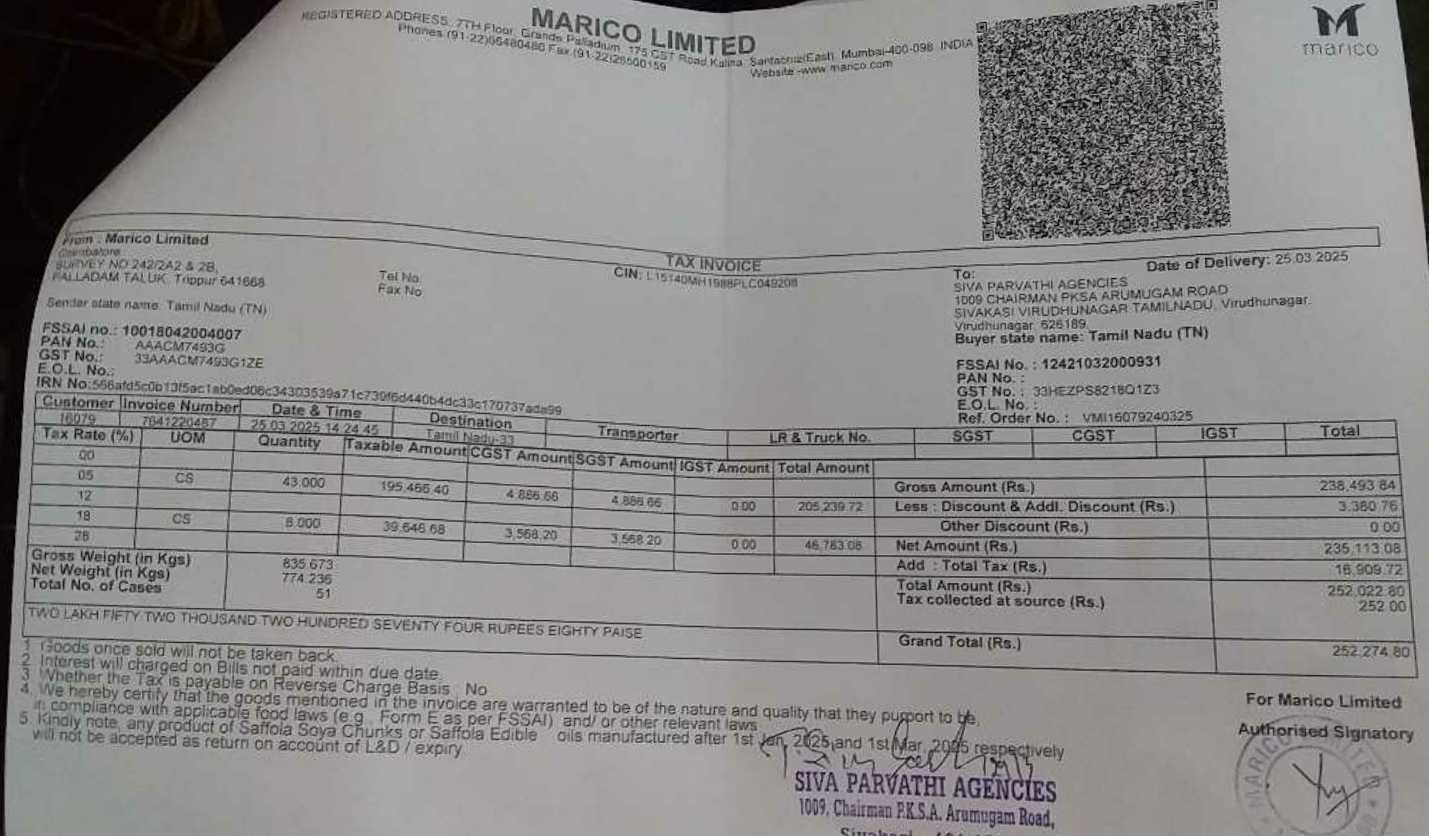 MARICO LIMITED
REGISTERED ADDRESS: 7TH Floor, Grande Palladium, 175 CST Road,Kalina, Santacruz(East), Mumbai-400-098 INDIA
Phones (91-22)66480480 Fax (91-22)26500159 Website -www.marico.com
marico
TAX INVOICE
CIN: L15140MH1988PLC049208
From : Marico Limited
Coimbatore
SURVEY NO 242/2A2 & 2B,
PALLADAM TALUK, Trippur 641668
Tel No.
Fax No
Sender state name: Tamil Nadu (TN)
FSSAI no.: 10018042004007
PAN No.: AAACM7493G
GST No.: 33AAACM7493G1ZE
E.O.L. No.:
IRN No:
Date of Delivery: 25.03.2025
To:
SIVA PARVATHI AGENCIES
1009 CHAIRMAN PKSA ARUMUGAM ROAD
SIVAKASI VIRUDHUNAGAR TAMILNADU, Virudhunagar,
Virudhunagar, 626189,
Buyer state name: Tamil Nadu (TN)
FSSAI No. : 12421032000931
PAN No. :
GST No. : 33HEZPS8218Q1Z3
E.O.L. No. :
Ref. Order No. : VMI16079240325
Customer Invoice Number Date & Time Destination Transporter LR & Truck No. SGST CGST IGST Total
16079 7641220487 25.03.2025 14:24:45 Tamil Nadu-33
Tax Rate (%) UOM Quantity Taxable Amount CGST Amount SGST Amount IGST Amount Total Amount
00
05 CS 43.000 195,466.40 4,886.66 4,886.66 0.00 205,239.72
12
18 CS 8.000 39,646.68 3,568.20 3,568.20 0.00 46,783.08
28
Gross Amount (Rs.) 238,493.84
Less : Discount & Addl. Discount (Rs.) 3,380.76
Other Discount (Rs.) 0.00
Net Amount (Rs.) 235,113.08
Add : Total Tax (Rs.) 16,909.72
Total Amount (Rs.) 252,022.80
Tax collected at source (Rs.) 252.00
Grand Total (Rs.) 252,274.80
Gross Weight (in Kgs) 835.673
Net Weight (in Kgs) 774.236
Total No. of Cases 51
TWO LAKH FIFTY TWO THOUSAND TWO HUNDRED SEVENTY FOUR RUPEES EIGHTY PAISE
1. Goods once sold will not be taken back.
2. Interest will charged on Bills not paid within due date.
3. Whether the Tax is payable on Reverse Charge Basis : No
4. We hereby certify that the goods mentioned in the invoice are warranted to be of the nature and quality that they purport to be,
in compliance with applicable food laws (e.g., Form E as per FSSAI) and/ or other relevant laws
5. Kindly note, any product of Saffola Soya Chunks or Saffola Edible oils manufactured after 1st Jan, 2025 and 1st Mar, 2025 respectively
will not be accepted as return on account of L&D / expiry
For Marico Limited
Authorised Signatory
SIVA PARVATHI AGENCIES
1009, Chairman P.K.S.A. Arumugam Road,